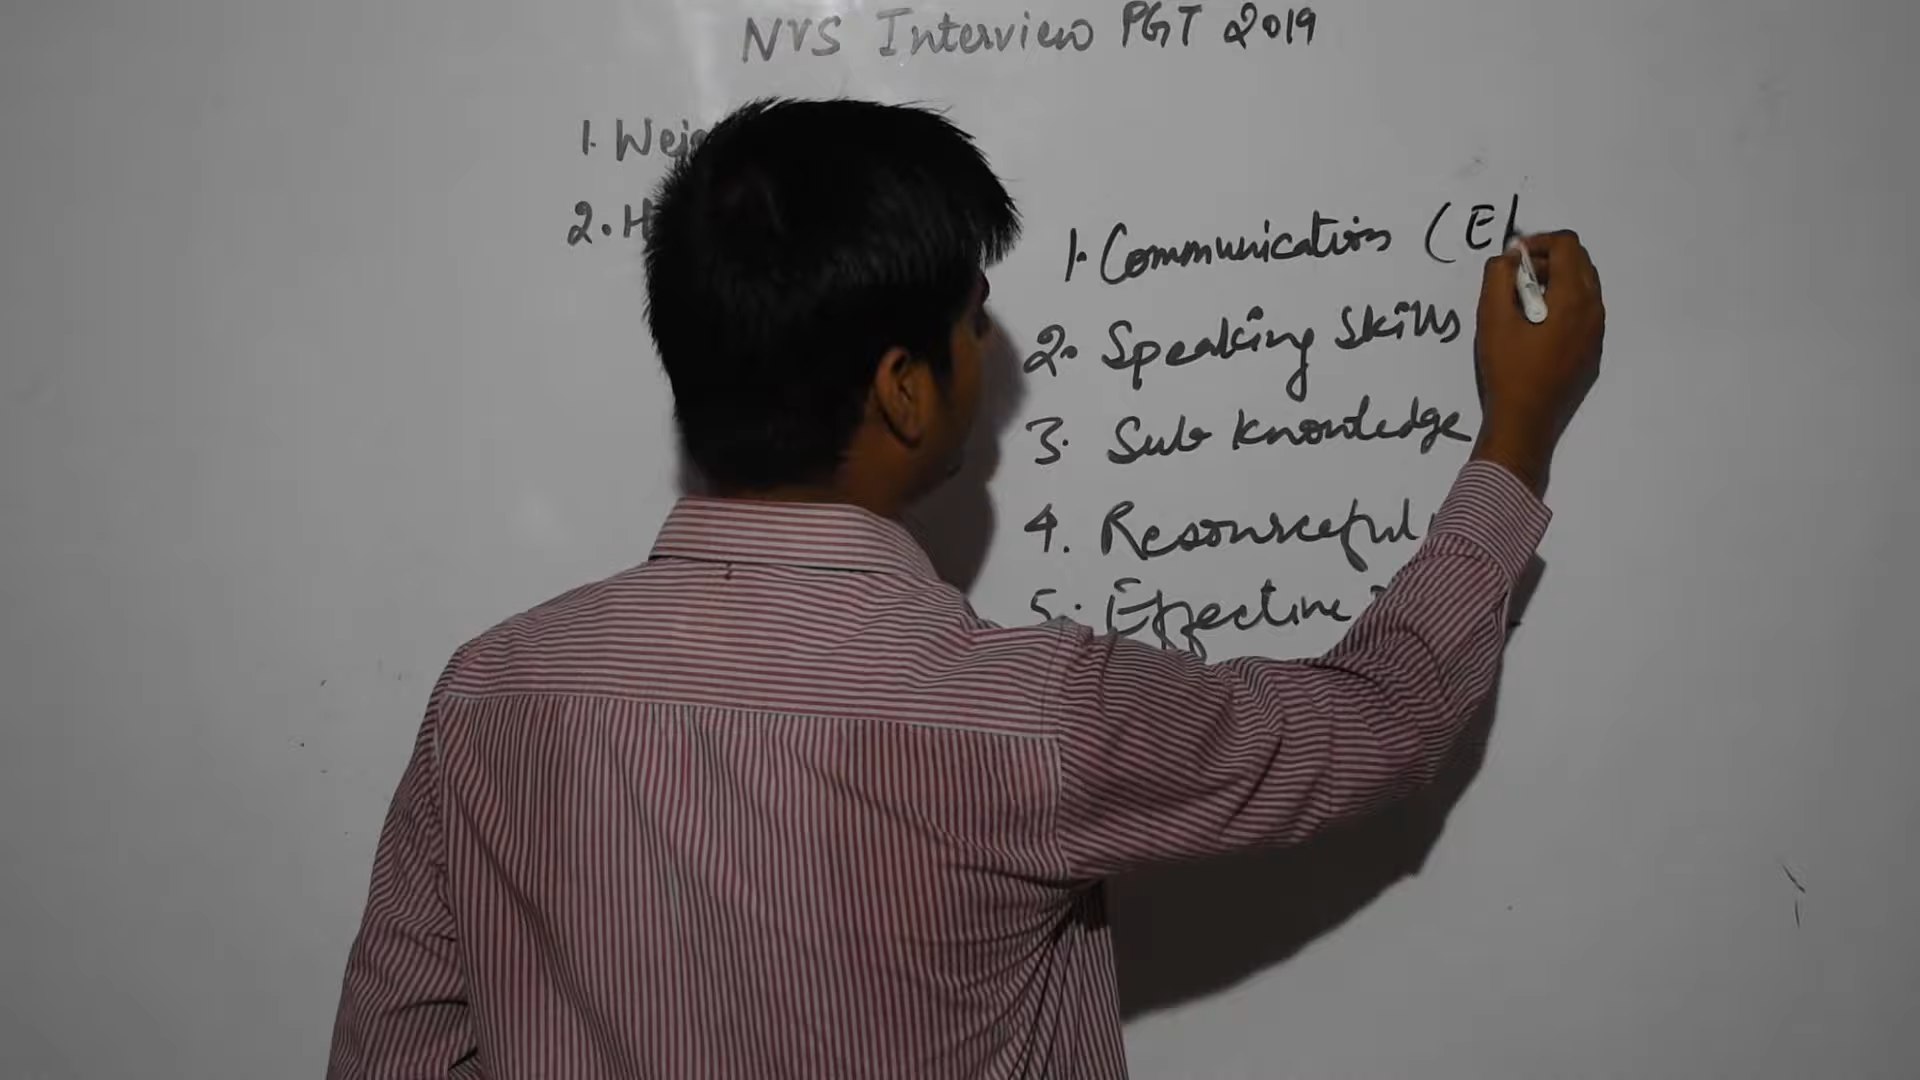 NVS Interview PGT 2019
1. Wei
2. H
1. Communication (E
2. Speaking Skills
3. Sub Knowledge
4. Resourceful
5. Effective